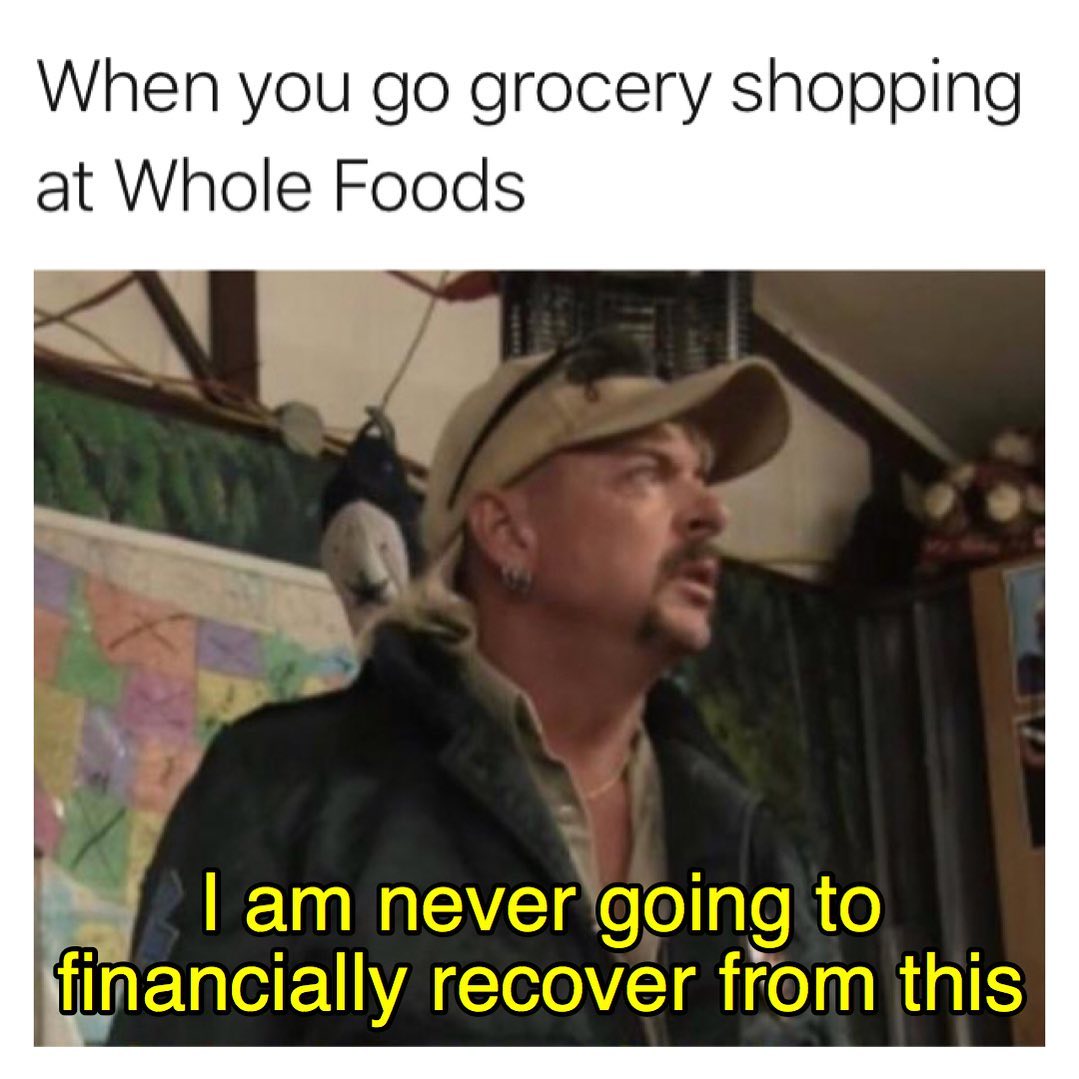 When you go grocery shopping
at Whole Foods
I am never going to
financially recover from this